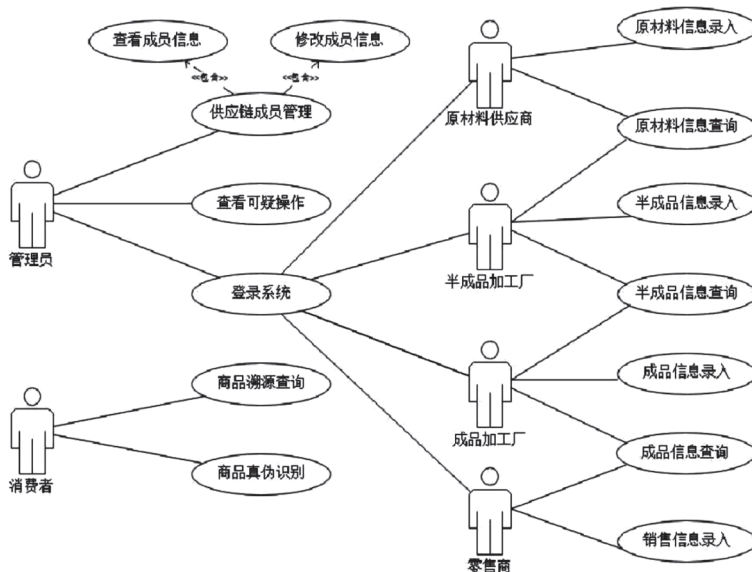 查看成员信息
修改成员信息
原材料信息录入
<<包含>>
<<包含>>
供应链成员管理
原材料供应商
原材料信息查询
查看可疑操作
半成品信息录入
管理员
半成品加工厂
登录系统
半成品信息查询
商品溯源查询
成品信息录入
成品加工厂
成品信息查询
消费者
商品真伪识别
销售信息录入
零售商